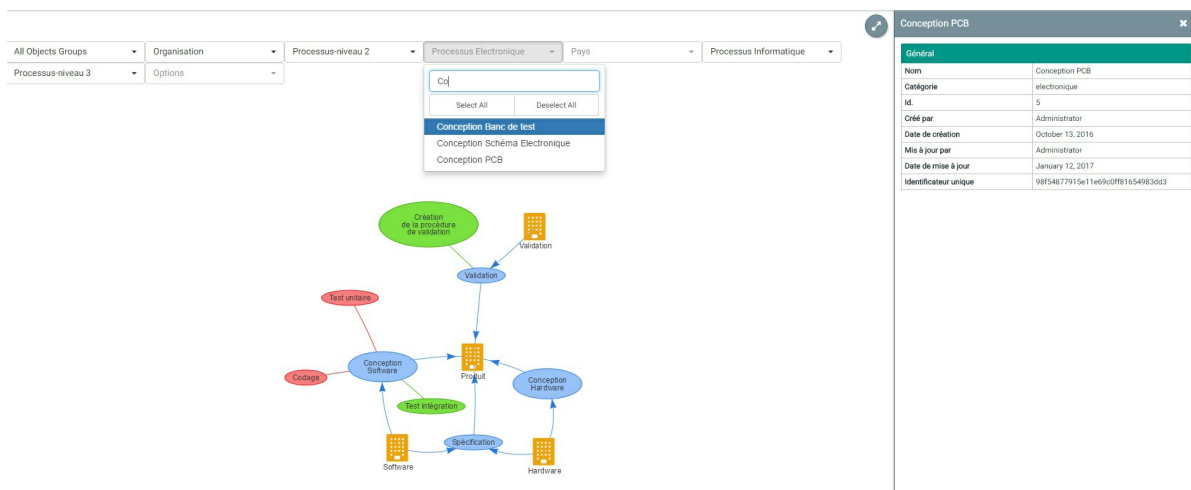 Conception PCB
All Objects Groups
Organisation
Processus-niveau 2
Processus Electronique
Pays
Processus Informatique
Processus-niveau 3
Options
Co
Select All
Deselect All
Conception Banc de test
Conception Schéma Electronique
Conception PCB
Général
Nom Conception PCB
Catégorie electronique
Id. 5
Créé par Administrator
Date de création October 13, 2016
Mis à jour par Administrator
Date de mise à jour January 12, 2017
Identificateur unique 98f54877915e11e69c0ff81654983dd3
Création
de la procédure
de validation
Validation
Validation
Test unitaire
Conception
Software
Codage
Produit
Conception
Hardware
Test intégration
Spécification
Software
Hardware